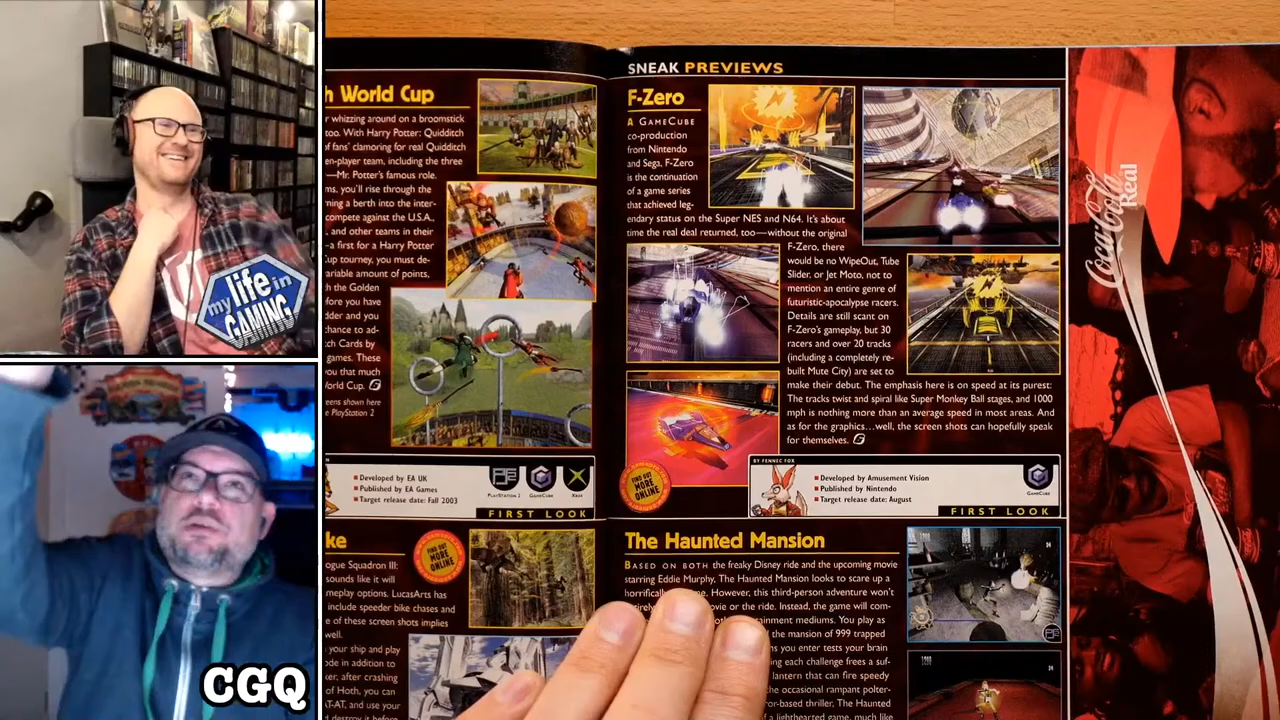 my
life in
GAMING
CGQ
h World Cup
r whizzing around on a broomstick
too. With Harry Potter: Quidditch
f fans' clamoring for real Quidditch
en-player team, including the three
—Mr. Potter's famous role.
ms, you'll rise through the
rning a berth into the inter-
compete against the U.S.A.,
, and other teams in their
—a first for a Harry Potter
Cup tourney, you must de-
ariable amount of points,
h the Golden
fore you have
dder and you
chance to ad-
ch Cards by
games. These
you that much
World Cup.
eens shown here
e PlayStation 2
Developed by EA UK
Published by EA Games
Target release date: Fall 2003
PLAYSTATION 2
GAMECUBE
XBOX
FIRST LOOK
ke
FIND OUT
MORE
ONLINE
ogue Squadron III:
sounds like it will
meplay options. LucasArts has
include speeder bike chases and
e of these screen shots implies
well.
your ship and play
ode in addition to
ker, after crashing
of Hoth, you can
AT-AT, and use your
d destroy it before
SNEAK PREVIEWS
F-Zero
A GAMECUBE
co-production
from Nintendo
and Sega, F-Zero
is the continuation
of a game series
that achieved leg-
endary status on the Super NES and N64. It's about
time the real deal returned, too—without the original
F-Zero, there
would be no WipeOut, Tube
Slider, or Jet Moto, not to
mention an entire genre of
futuristic-apocalypse racers.
Details are still scant on
F-Zero's gameplay, but 30
racers and over 20 tracks
(including a completely re-
built Mute City) are set to
make their debut. The emphasis here is on speed at its purest:
The tracks twist and spiral like Super Monkey Ball stages, and 1000
mph is nothing more than an average speed in most areas. And
as for the graphics...well, the screen shots can hopefully speak
for themselves.
FIND OUT
MORE
ONLINE
BY FENNEC FOX
Developed by Amusement Vision
Published by Nintendo
Target release date: August
GAMECUBE
FIRST LOOK
The Haunted Mansion
BASED ON BOTH the freaky Disney ride and the upcoming movie
starring Eddie Murphy, The Haunted Mansion looks to scare up a
However, this third-person adventure won't
ovie or the ride. Instead, the game will com-
tainment mediums. You play as
the mansion of 999 trapped
ns you enter tests your brain
ing each challenge frees a suf-
lantern that can fire speedy
he occasional rampant polter-
or-based thriller. The Haunted
f a lighthearted game, much like
Coca-Cola
Real